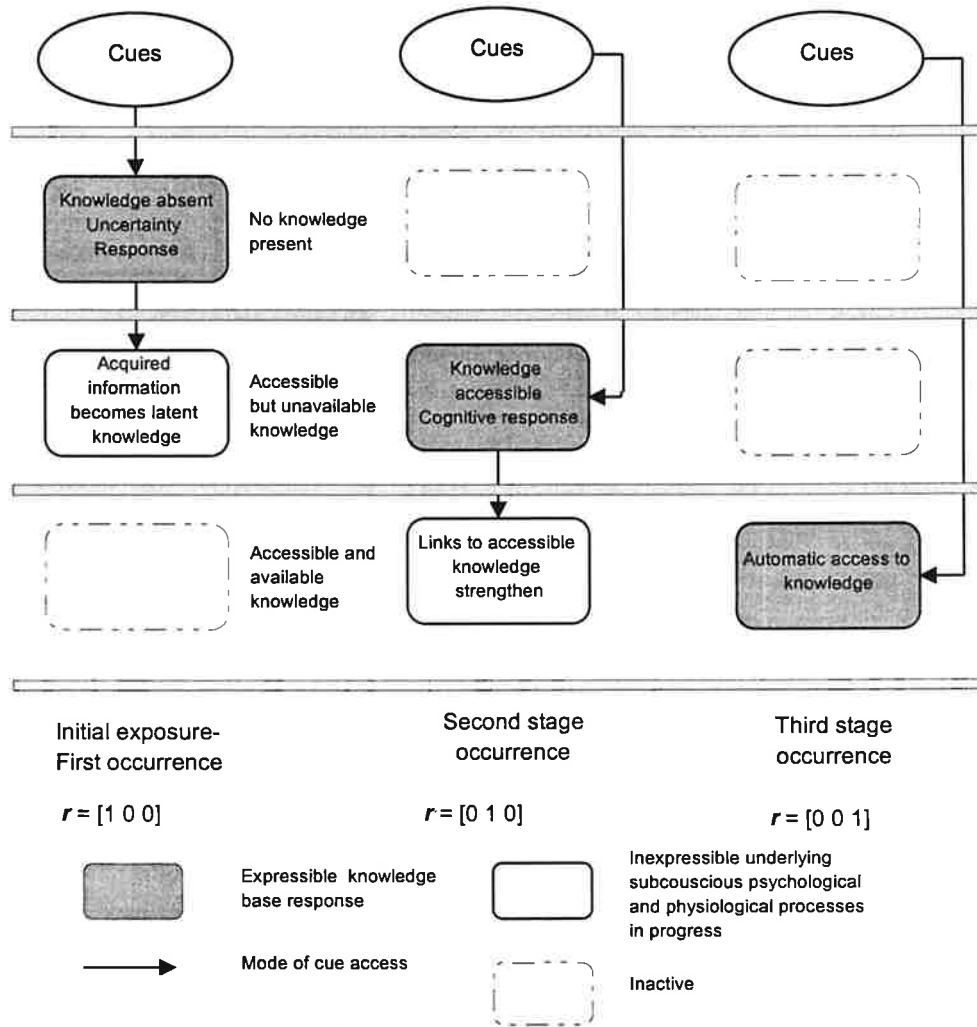 Cues
Cues
Cues
Knowledge absent
Uncertainty
Response
No knowledge
present
Acquired
information
becomes latent
knowledge
Accessible
but unavailable
knowledge
Knowledge
accessible
Cognitive response
Accessible and
available
knowledge
Links to accessible
knowledge
strengthen
Automatic access to
knowledge
Initial exposure-
First occurrence
Second stage
occurrence
Third stage
occurrence
r = [1 0 0]
r = [0 1 0]
r = [0 0 1]
Expressible knowledge
base response
Inexpressible underlying
subcouscious psychological
and physiological processes
in progress
Mode of cue access
Inactive